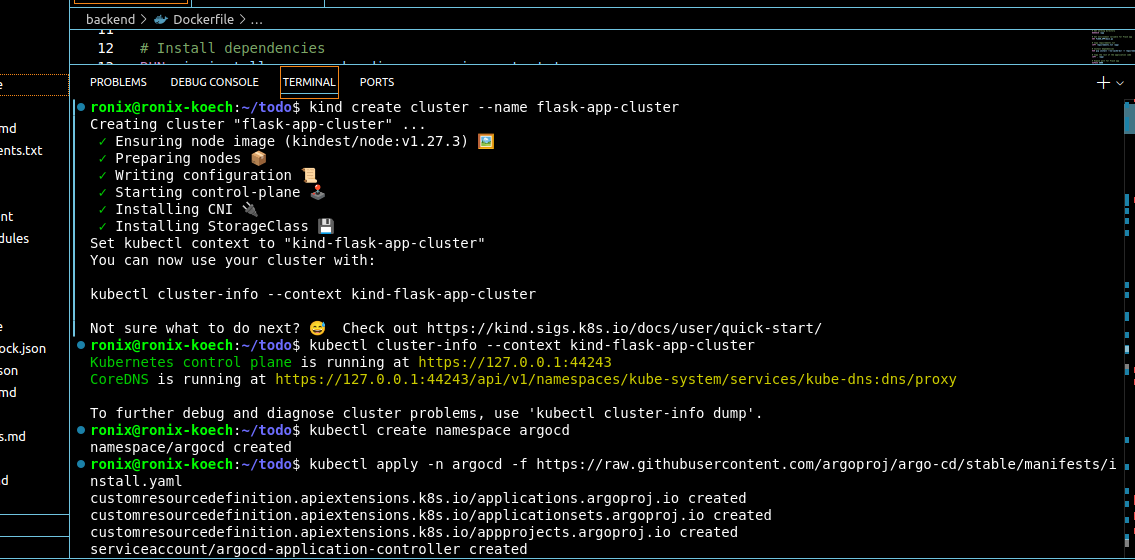 backend > Dockerfile > ...
11
12 # Install dependencies
PROBLEMS DEBUG CONSOLE TERMINAL PORTS
e
md
ents.txt
nt
dules
e
ock.json
son
md
s.md
d
ronix@ronix-koech:~/todo$ kind create cluster --name flask-app-cluster
Creating cluster "flask-app-cluster" ...
✓ Ensuring node image (kindest/node:v1.27.3) 🖼
✓ Preparing nodes 📦
✓ Writing configuration 📜
✓ Starting control-plane 🕹️
✓ Installing CNI 🔌
✓ Installing StorageClass 💾
Set kubectl context to "kind-flask-app-cluster"
You can now use your cluster with:
kubectl cluster-info --context kind-flask-app-cluster
Not sure what to do next? 😅 Check out https://kind.sigs.k8s.io/docs/user/quick-start/
ronix@ronix-koech:~/todo$ kubectl cluster-info --context kind-flask-app-cluster
Kubernetes control plane is running at https://127.0.0.1:44243
CoreDNS is running at https://127.0.0.1:44243/api/v1/namespaces/kube-system/services/kube-dns:dns/proxy
To further debug and diagnose cluster problems, use 'kubectl cluster-info dump'.
ronix@ronix-koech:~/todo$ kubectl create namespace argocd
namespace/argocd created
ronix@ronix-koech:~/todo$ kubectl apply -n argocd -f https://raw.githubusercontent.com/argoproj/argo-cd/stable/manifests/i
nstall.yaml
customresourcedefinition.apiextensions.k8s.io/applications.argoproj.io created
customresourcedefinition.apiextensions.k8s.io/applicationsets.argoproj.io created
customresourcedefinition.apiextensions.k8s.io/appprojects.argoproj.io created
serviceaccount/argocd-application-controller created